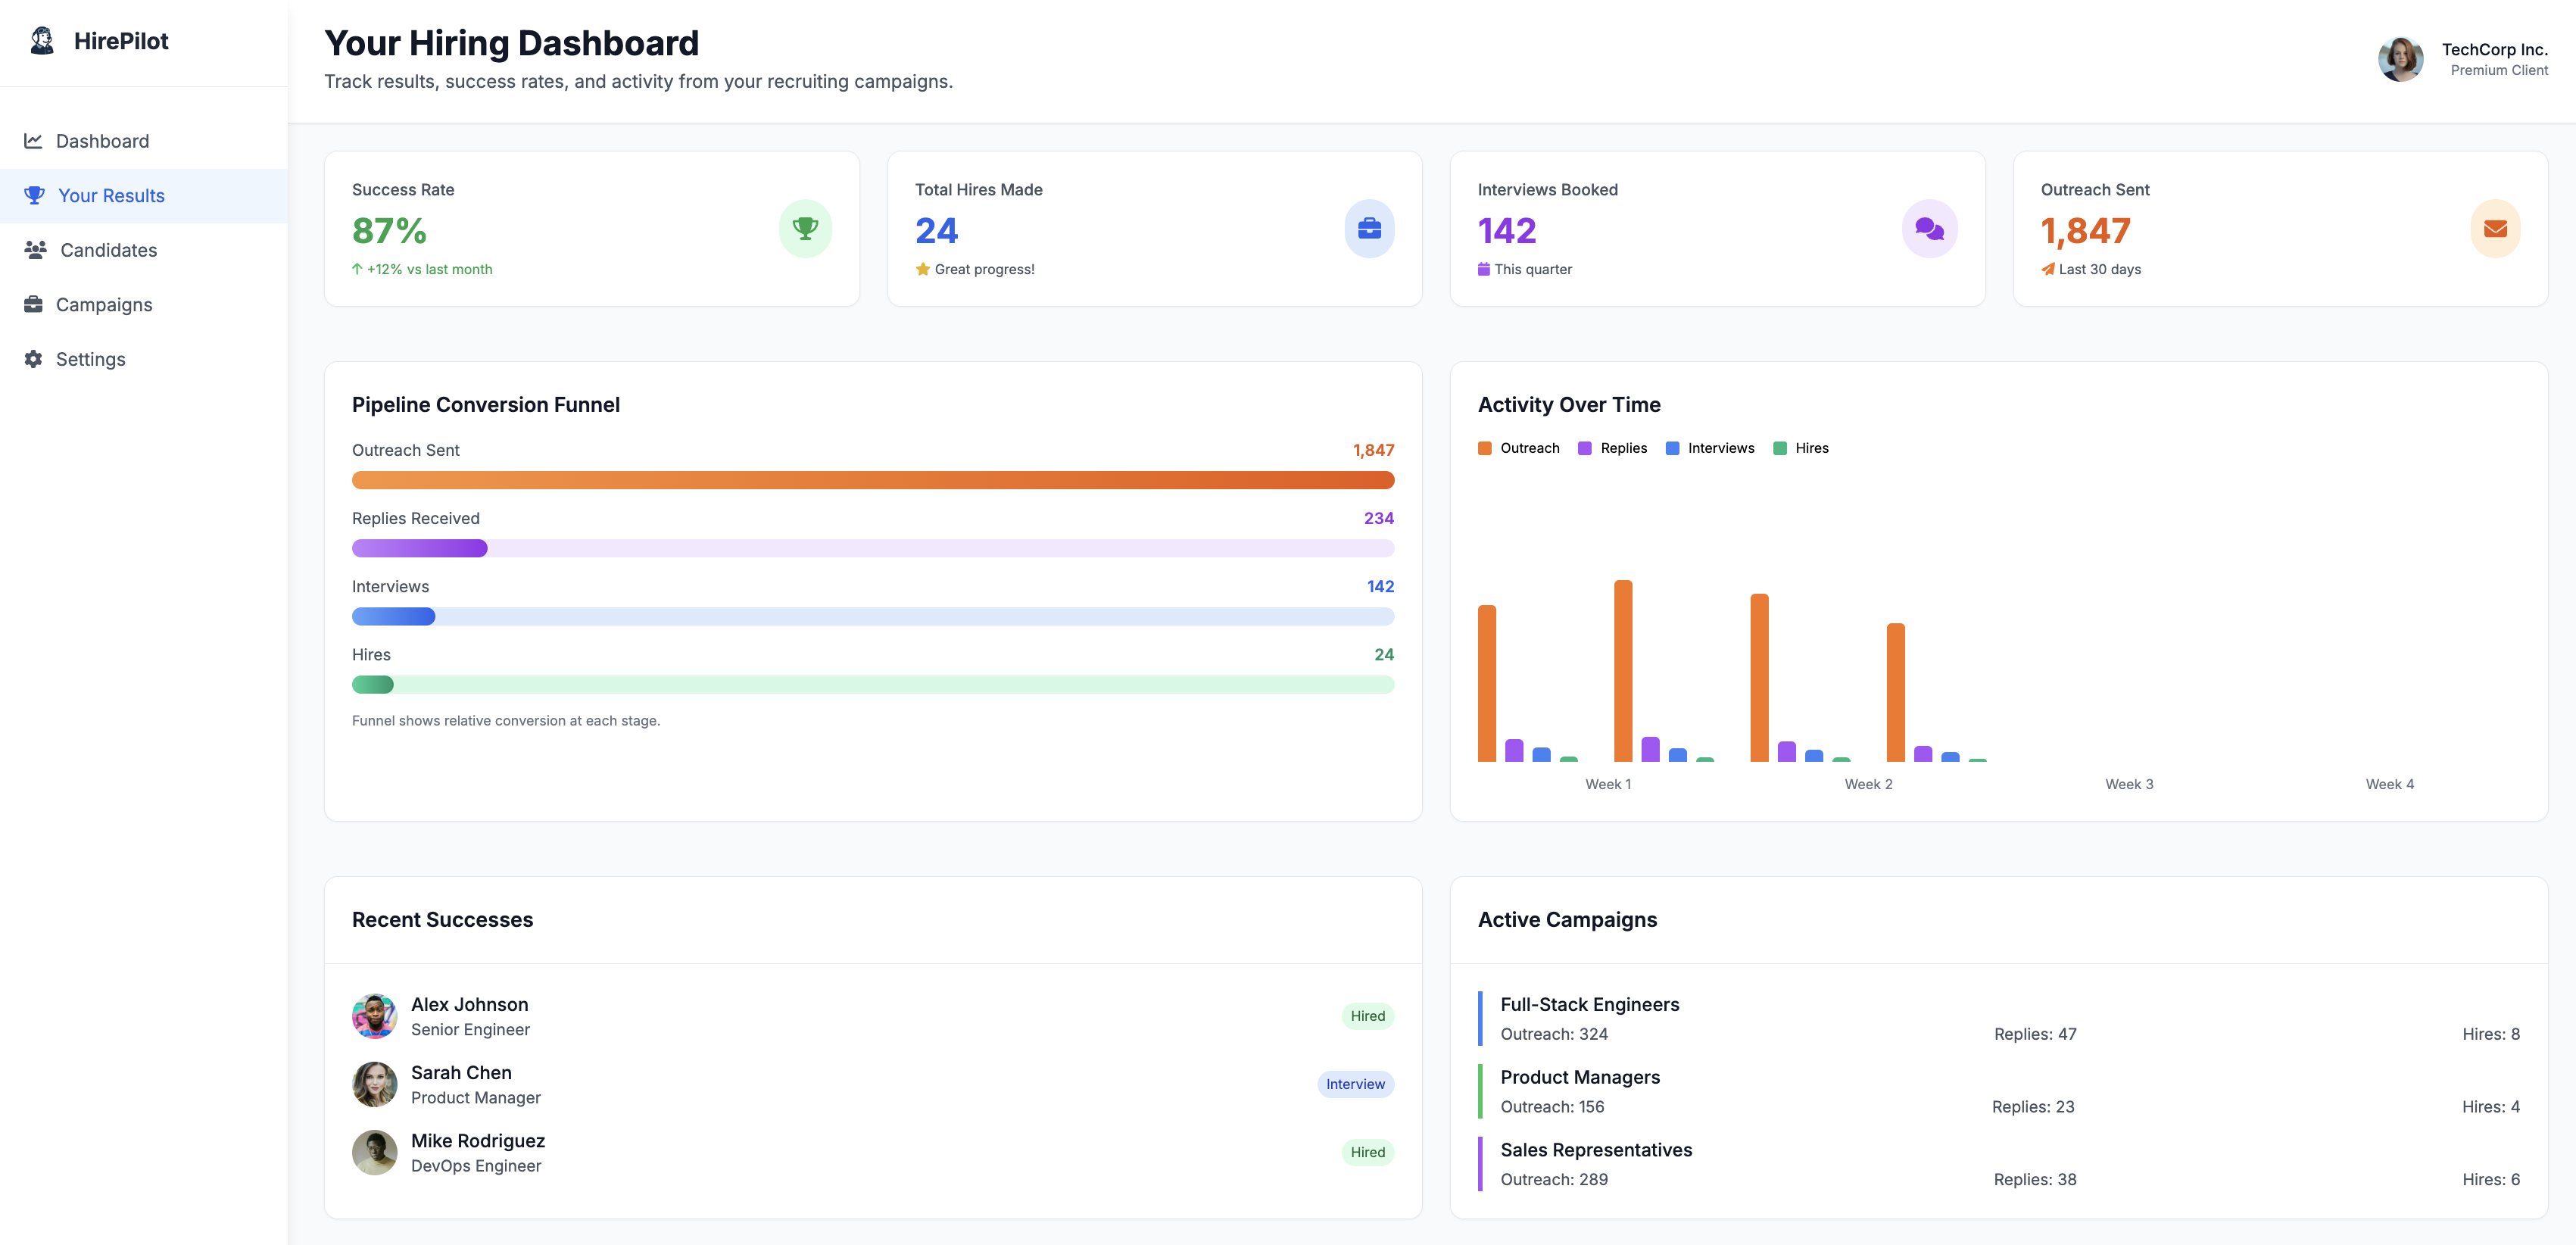 HirePilot
Dashboard
Your Results
Candidates
Campaigns
Settings
Your Hiring Dashboard
Track results, success rates, and activity from your recruiting campaigns.
TechCorp Inc.
Premium Client
Success Rate
87%
+12% vs last month
Total Hires Made
24
Great progress!
Interviews Booked
142
This quarter
Outreach Sent
1,847
Last 30 days
Pipeline Conversion Funnel
Outreach Sent 1,847
Replies Received 234
Interviews 142
Hires 24
Funnel shows relative conversion at each stage.
Activity Over Time
Outreach Replies Interviews Hires
Week 1 Week 2 Week 3 Week 4
Recent Successes
Alex Johnson
Senior Engineer
Hired
Sarah Chen
Product Manager
Interview
Mike Rodriguez
DevOps Engineer
Hired
Active Campaigns
Full-Stack Engineers
Outreach: 324 Replies: 47 Hires: 8
Product Managers
Outreach: 156 Replies: 23 Hires: 4
Sales Representatives
Outreach: 289 Replies: 38 Hires: 6